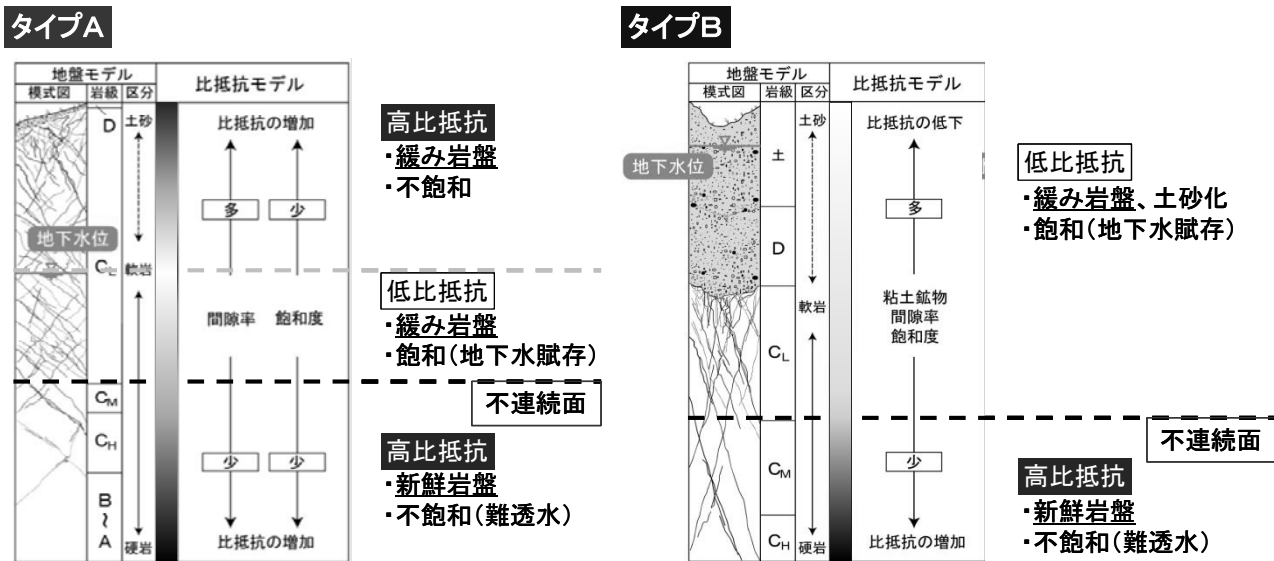 タイプA
地盤モデル
比抵抗モデル
模式図
岩級
区分
D
土砂
比抵抗の増加
多
少
地下水位
CL
軟岩
間隙率
飽和度
CM
CH
少
少
B
~
A
硬岩
比抵抗の増加
高比抵抗
・緩み岩盤
・不飽和
低比抵抗
・緩み岩盤
・飽和(地下水賦存)
不連続面
高比抵抗
・新鮮岩盤
・不飽和(難透水)
タイプB
地盤モデル
比抵抗モデル
模式図
岩級
区分
土砂
比抵抗の低下
地下水位
土
多
D
軟岩
粘土鉱物
間隙率
飽和度
CL
CM
少
CH
硬岩
比抵抗の増加
低比抵抗
・緩み岩盤、土砂化
・飽和(地下水賦存)
不連続面
高比抵抗
・新鮮岩盤
・不飽和(難透水)